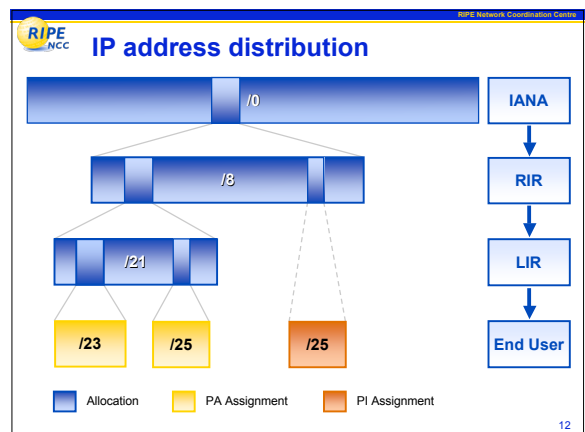 RIPE Network Coordination Centre
RIPE
NCC
IP address distribution
/0
IANA
/8
RIR
/21
LIR
/23
/25
/25
End User
Allocation
PA Assignment
PI Assignment
12